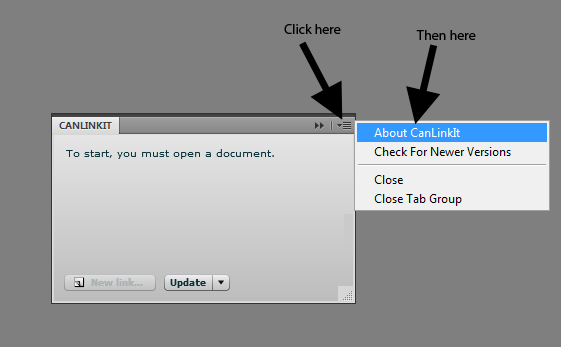 Click here
Then here
CANLINKIT
About CanLinkIt
To start, you must open a document.
Check For Newer Versions
Close
Close Tab Group
New link...
Update